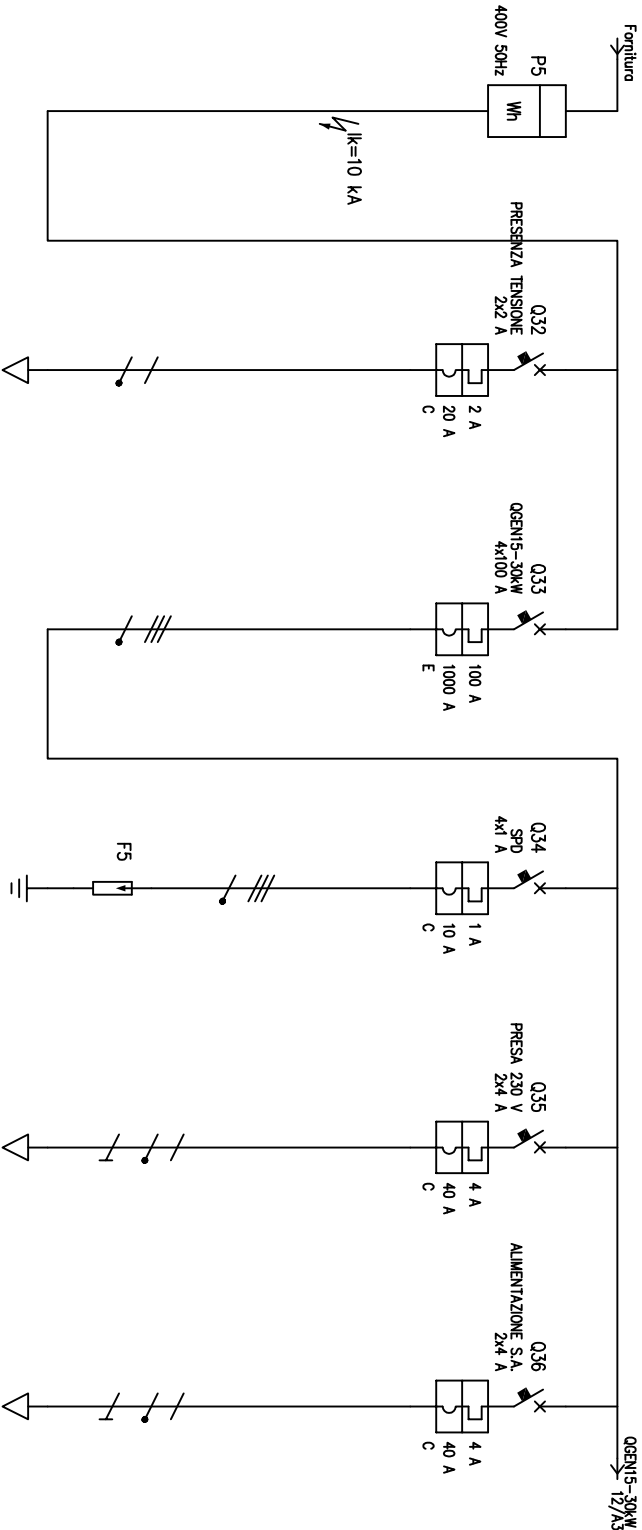 Fornitura
P5
400V 50Hz
Wh
Ik=10 kA
Q32
PRESENZA TENSIONE
2x2 A
2 A
20 A
C
Q33
QGEN15-30kW
4x100 A
100 A
1000 A
E
Q34
SPD
4x1 A
1 A
10 A
C
F5
Q35
PRESA 230 V
2x4 A
4 A
40 A
C
Q36
ALIMENTAZIONE S.A.
2x4 A
4 A
40 A
C
QGEN15-30kW
12/A3